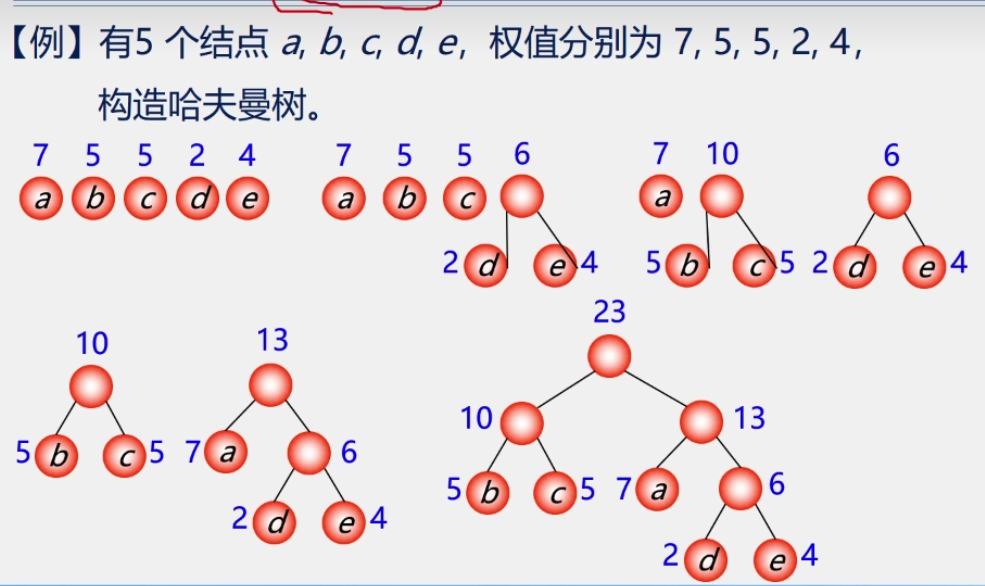 【例】有5 个结点 a, b, c, d, e, 权值分别为 7, 5, 5, 2, 4,
构造哈夫曼树。
7 5 5 2 4
a b c d e
7 5 5 6
a b c
2 d e 4
7 10
a
5 b c 5
6
2 d e 4
10
5 b c 5
13
7 a 6
2 d e 4
23
10 13
5 b c 5 7 a 6
2 d e 4